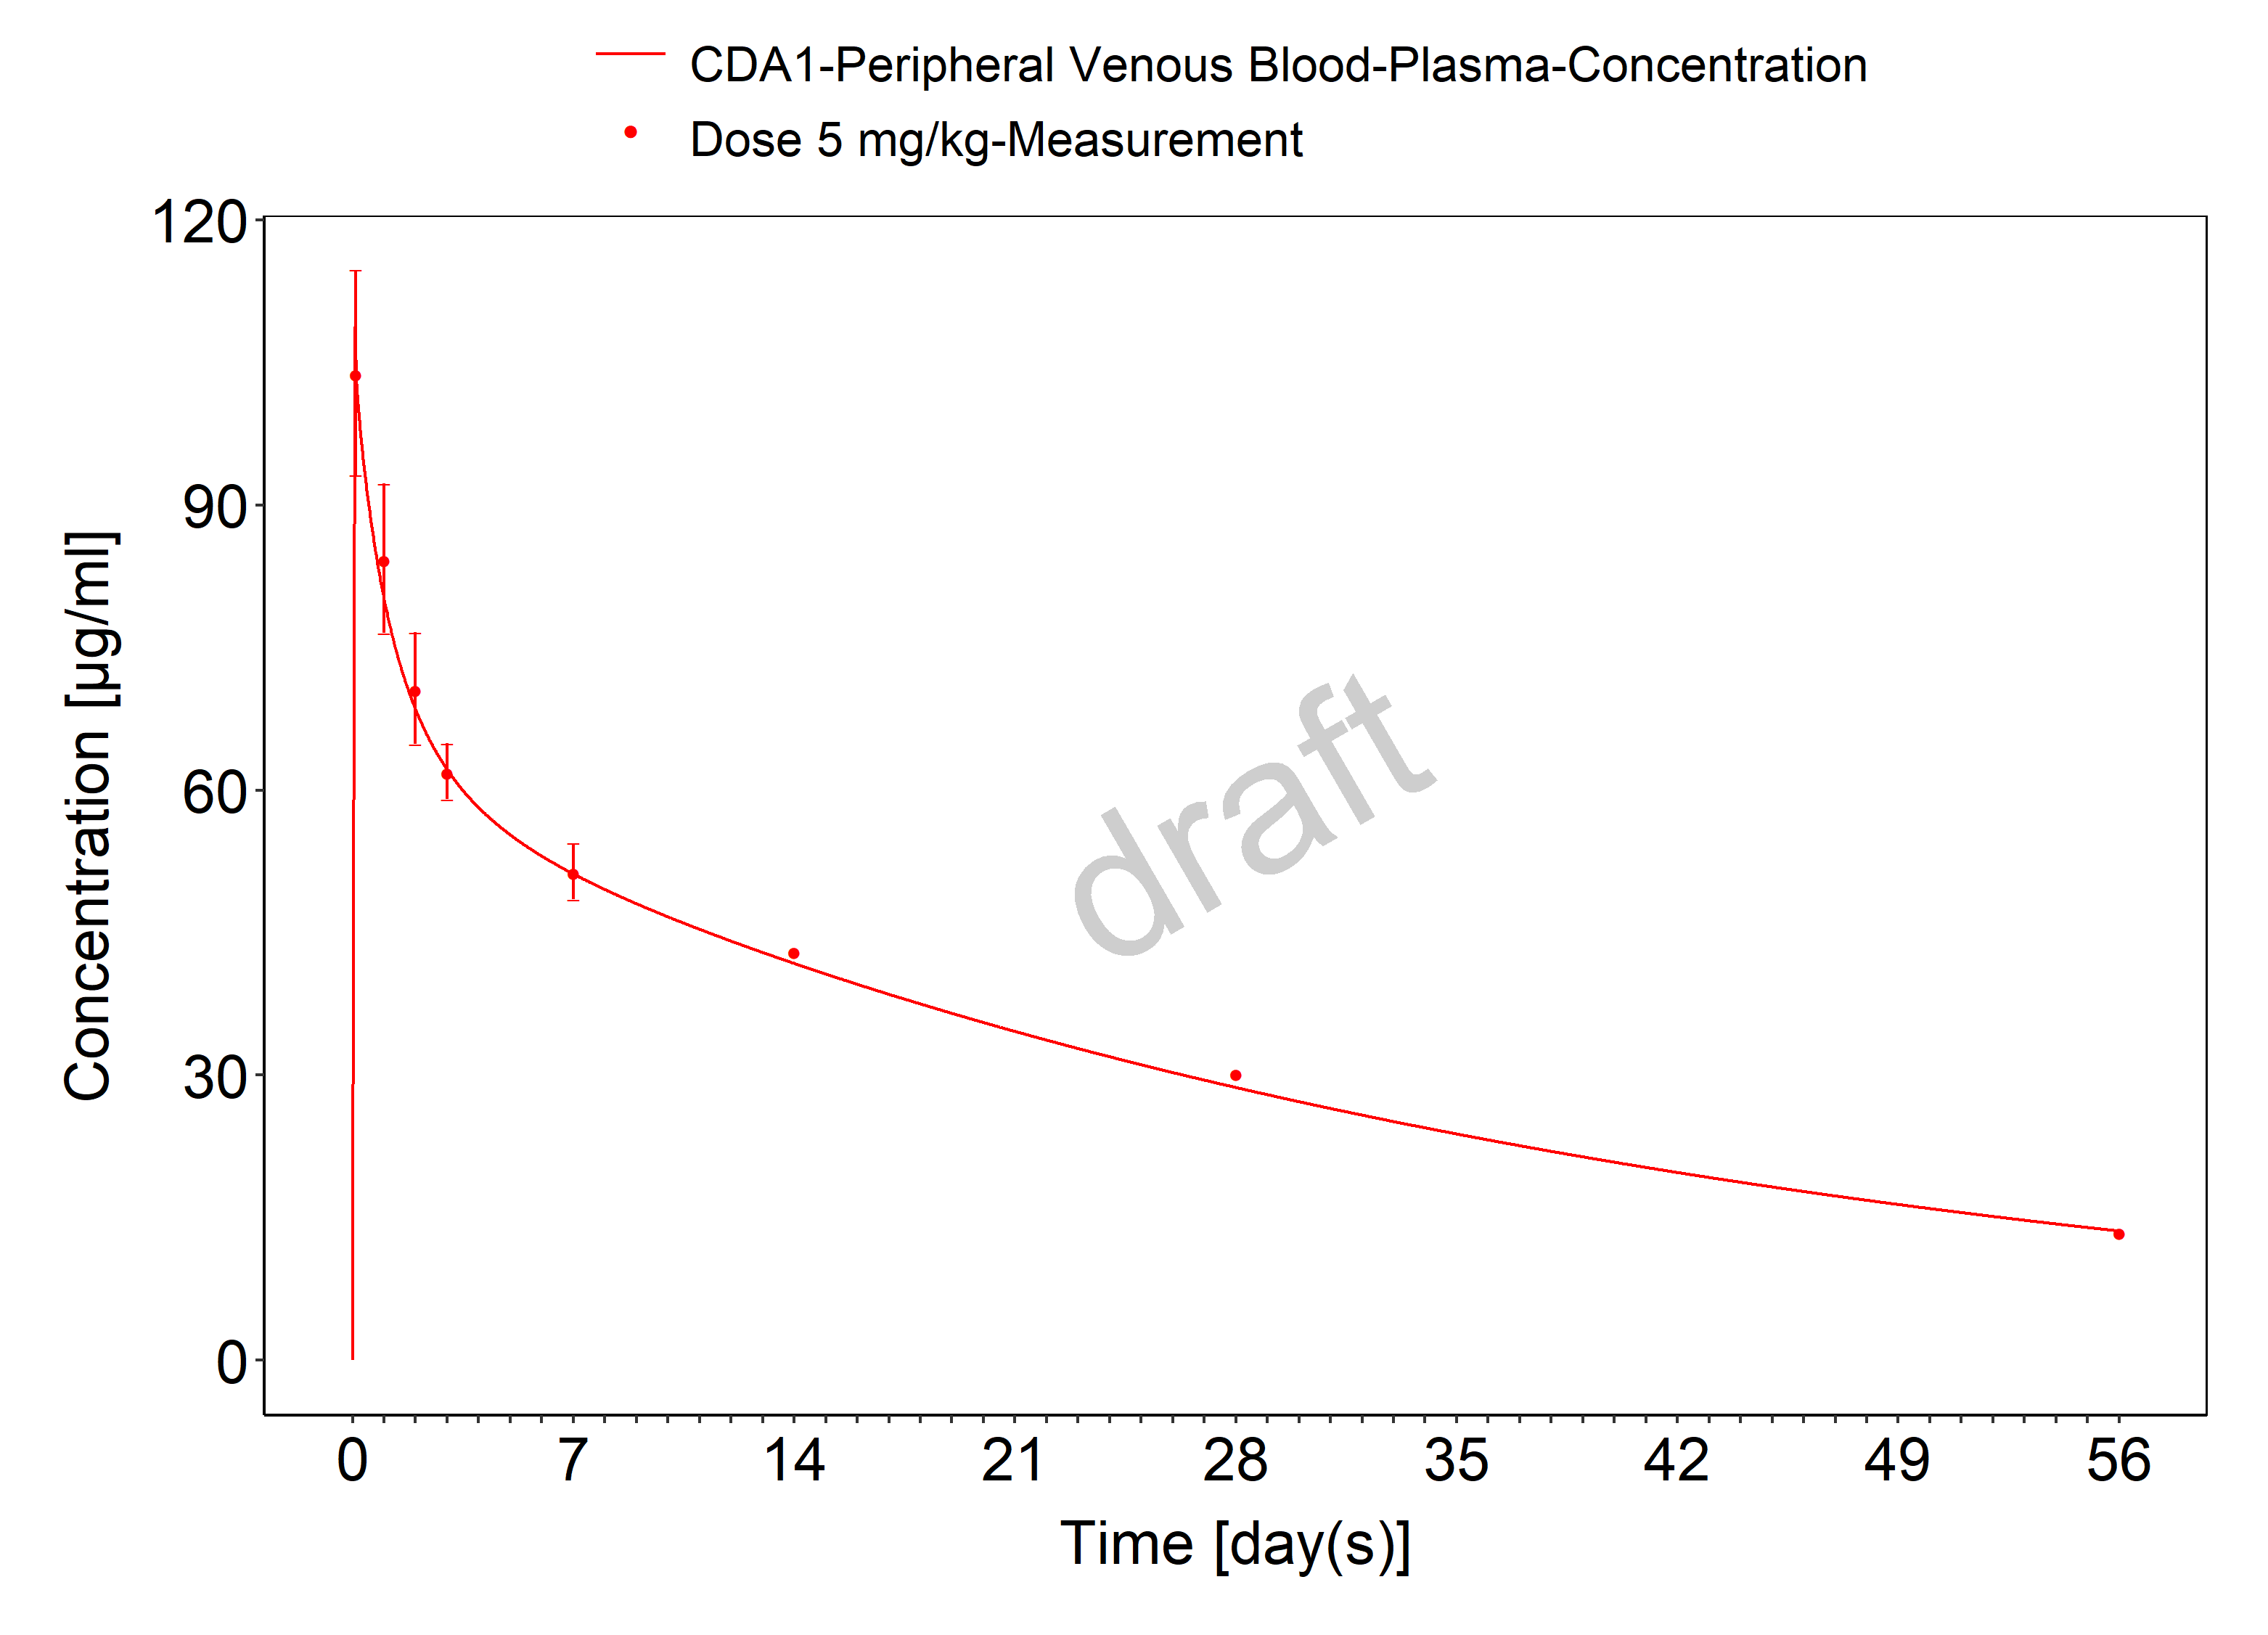 CDA1-Peripheral Venous Blood-Plasma-Concentration
Dose 5 mg/kg-Measurement
120
90
60
30
0
Concentration [µg/ml]
draft
0 7 14 21 28 35 42 49 56
Time [day(s)]